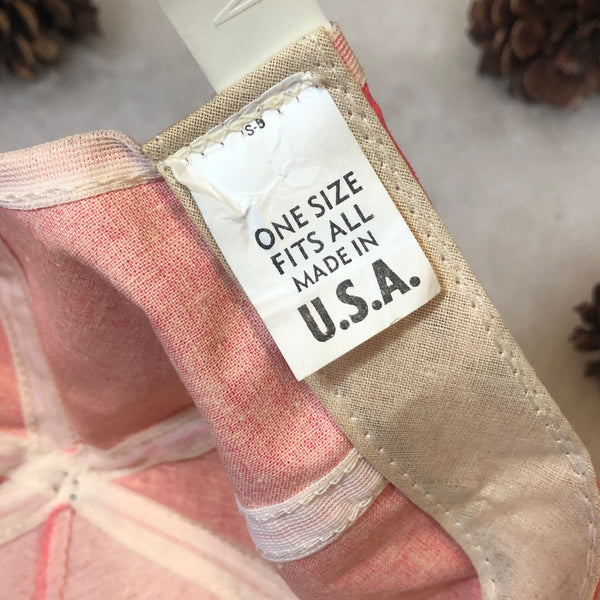 S-B
ONE SIZE
FITS ALL
MADE IN
U.S.A.